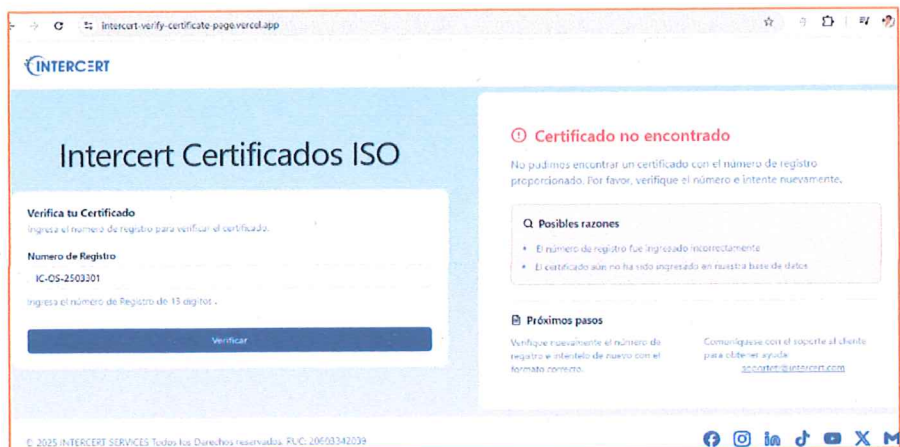 intercert-verify-certificate-page.vercel.app
INTERCERT
Intercert Certificados ISO
Verifica tu Certificado
Ingresa el numero de registro para verificar el certificado.
Numero de Registro
IC-OS-2503301
Ingresa el número de Registro de 13 digitos .
Verificar
Certificado no encontrado
No pudimos encontrar un certificado con el número de registro
proporcionado. Por favor, verifique el número e intente nuevamente.
Posibles razones
El número de registro fue ingresado incorrectamente
El certificado aún no ha sido ingresado en nuestra base de datos
Próximos pasos
Verifique nuevamente el número de
registro e inténtelo de nuevo con el
formato correcto.
Comuníquese con el soporte al cliente
para obtener ayuda
© 2025 INTERCERT SERVICES Todos los Derechos reservados. RUC: 20603342039